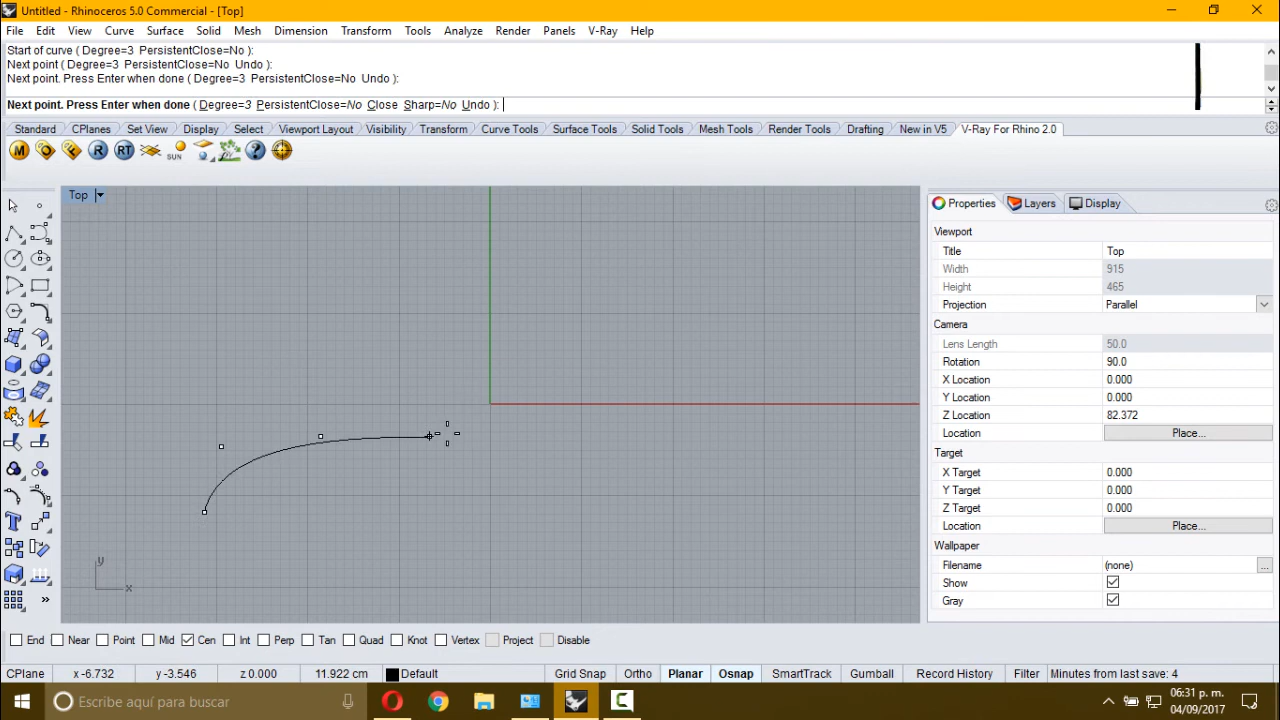 Untitled - Rhinoceros 5.0 Commercial - [Top]
File Edit View Curve Surface Solid Mesh Dimension Transform Tools Analyze Render Panels V-Ray Help
Start of curve ( Degree=3 PersistentClose=No ):
Next point ( Degree=3 PersistentClose=No Undo ):
Next point. Press Enter when done ( Degree=3 PersistentClose=No Undo ):
Next point. Press Enter when done ( Degree=3 PersistentClose=No Close Sharp=No Undo ):
Standard CPlanes Set View Display Select Viewport Layout Visibility Transform Curve Tools Surface Tools Solid Tools Mesh Tools Render Tools Drafting New in V5 V-Ray For Rhino 2.0
M O F R RT SUN ?
Top
Properties Layers Display
Viewport
Title Top
Width 915
Height 465
Projection Parallel
Camera
Lens Length 50.0
Rotation 90.0
X Location 0.000
Y Location 0.000
Z Location 82.372
Location Place...
Target
X Target 0.000
Y Target 0.000
Z Target 0.000
Location Place...
Wallpaper
Filename (none) ...
Show
Gray
y
x
End Near Point Mid Cen Int Perp Tan Quad Knot Vertex Project Disable
CPlane x -6.732 y -3.546 z 0.000 11.922 cm Default Grid Snap Ortho Planar Osnap SmartTrack Gumball Record History Filter Minutes from last save: 4
Escribe aquí para buscar
06:31 p. m.
04/09/2017